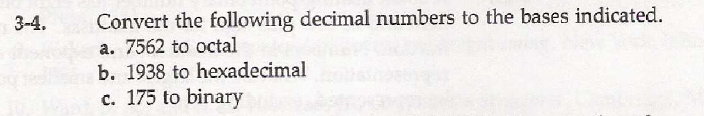 3-4. Convert the following decimal numbers to the bases indicated.
a. 7562 to octal
b. 1938 to hexadecimal
c. 175 to binary